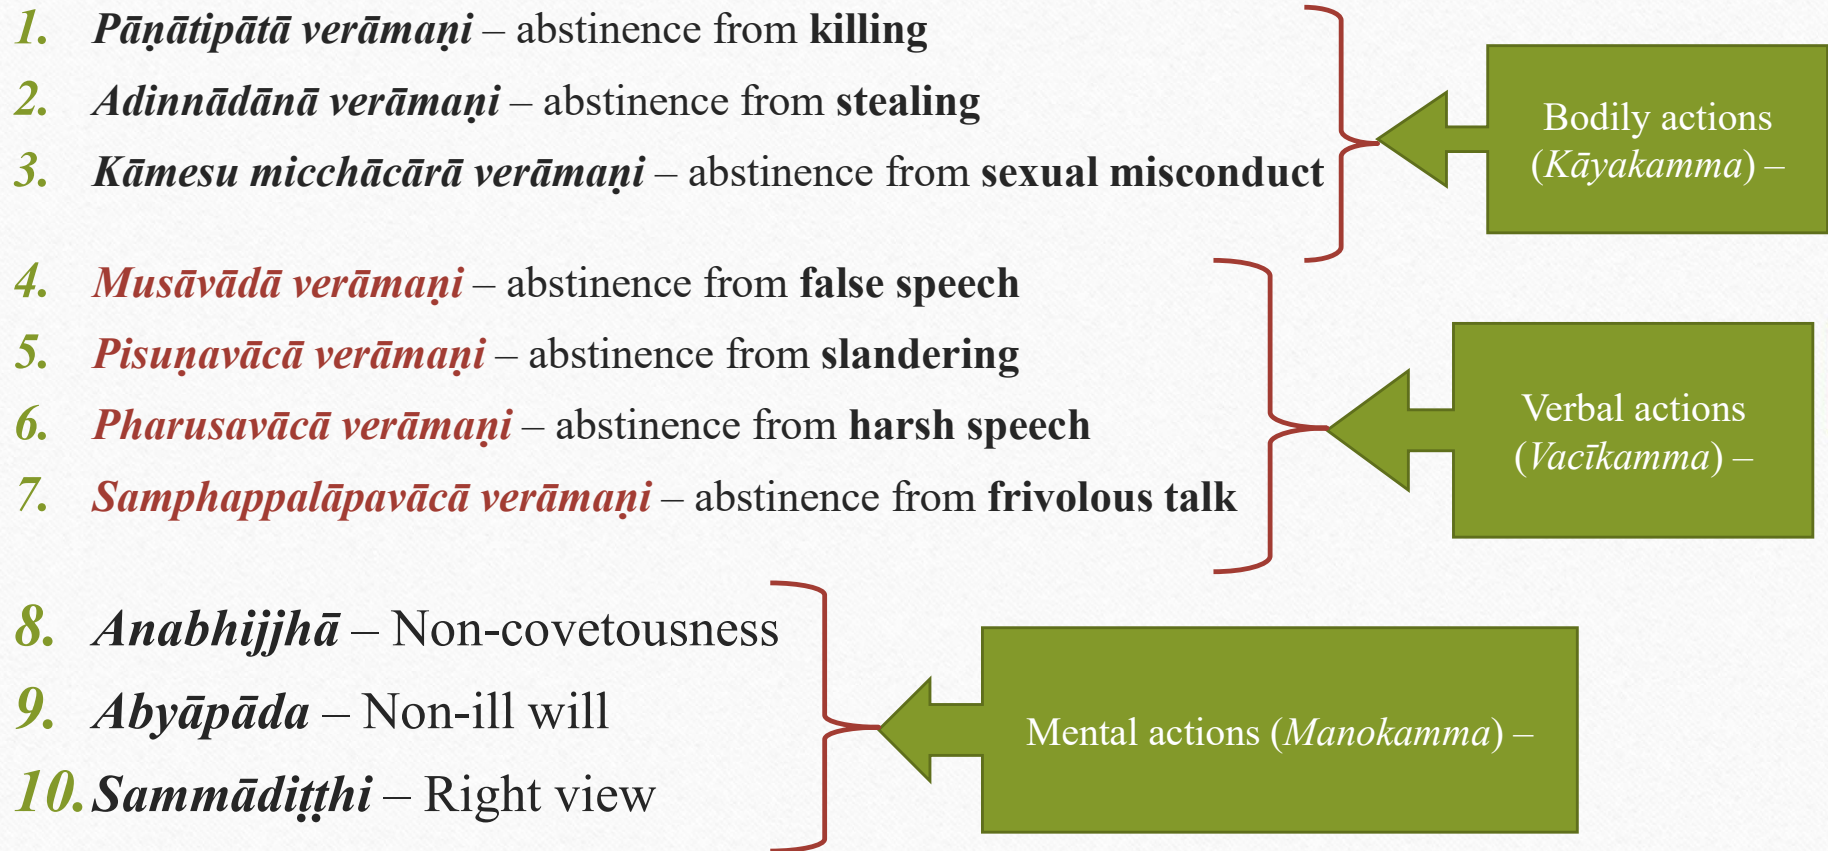 1. Pāṇātipātā verāmaṇi – abstinence from killing
2. Adinnādānā verāmaṇi – abstinence from stealing
3. Kāmesu micchācārā verāmaṇi – abstinence from sexual misconduct
Bodily actions
(Kāyakamma) –
4. Musāvādā verāmaṇi – abstinence from false speech
5. Pisuṇavācā verāmaṇi – abstinence from slandering
6. Pharusavācā verāmaṇi – abstinence from harsh speech
7. Samphappalāpavācā verāmaṇi – abstinence from frivolous talk
Verbal actions
(Vacīkamma) –
8. Anabhijjhā – Non-covetousness
9. Abyāpāda – Non-ill will
10. Sammādiṭṭhi – Right view
Mental actions (Manokamma) –